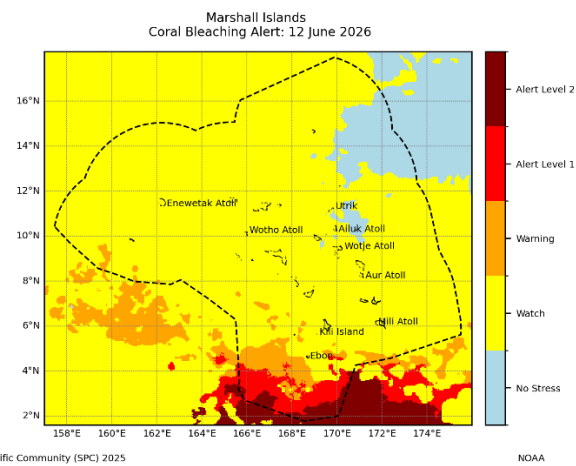 Marshall Islands
Coral Bleaching Alert: 12 June 2026
16°N
14°N
12°N
10°N
8°N
6°N
4°N
2°N
158°E
160°E
162°E
164°E
166°E
168°E
170°E
172°E
174°E
Enewetak Atoll
Utrik
Wotho Atoll
Ailuk Atoll
Wotje Atoll
Aur Atoll
Mili Atoll
Kili Island
Ebon
Alert Level 2
Alert Level 1
Warning
Watch
No Stress
ific Community (SPC) 2025
NOAA